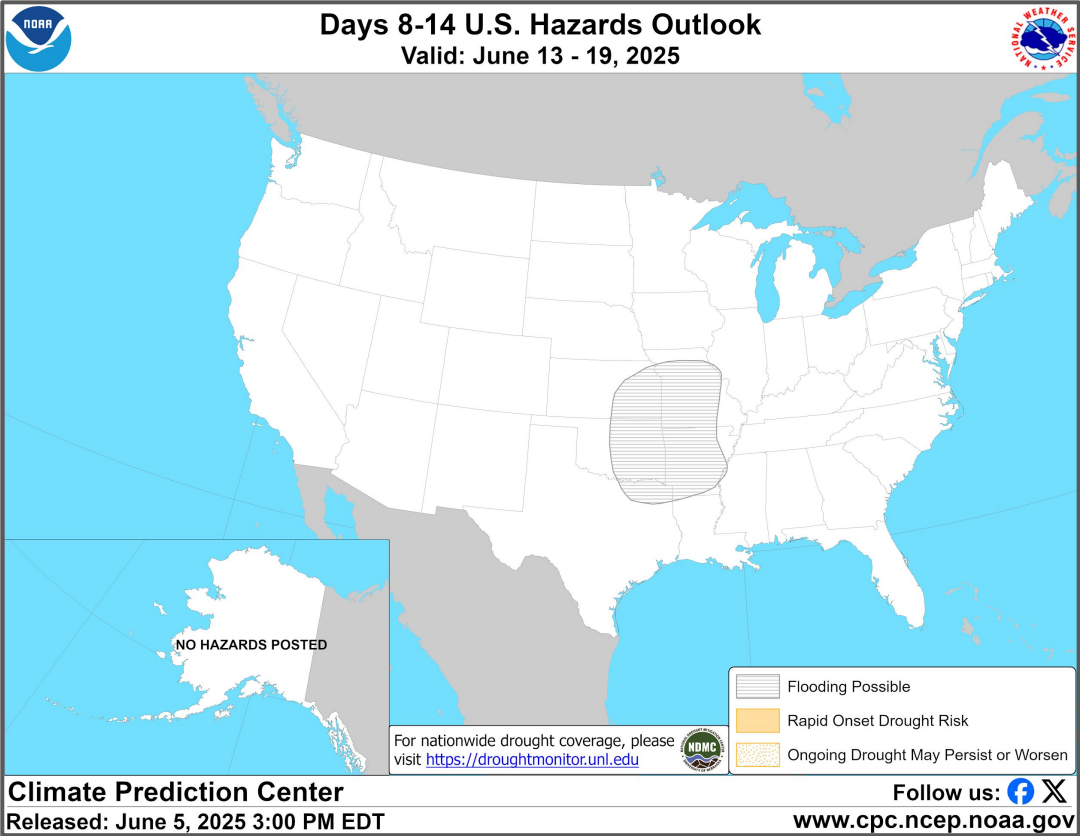 NOAA
Days 8-14 U.S. Hazards Outlook
Valid: June 13 - 19, 2025
NATIONAL WEATHER SERVICE
NO HAZARDS POSTED
For nationwide drought coverage, please
visit https://droughtmonitor.unl.edu
NDMC
Flooding Possible
Rapid Onset Drought Risk
Ongoing Drought May Persist or Worsen
Climate Prediction Center
Follow us:
Released: June 5, 2025 3:00 PM EDT
www.cpc.ncep.noaa.gov